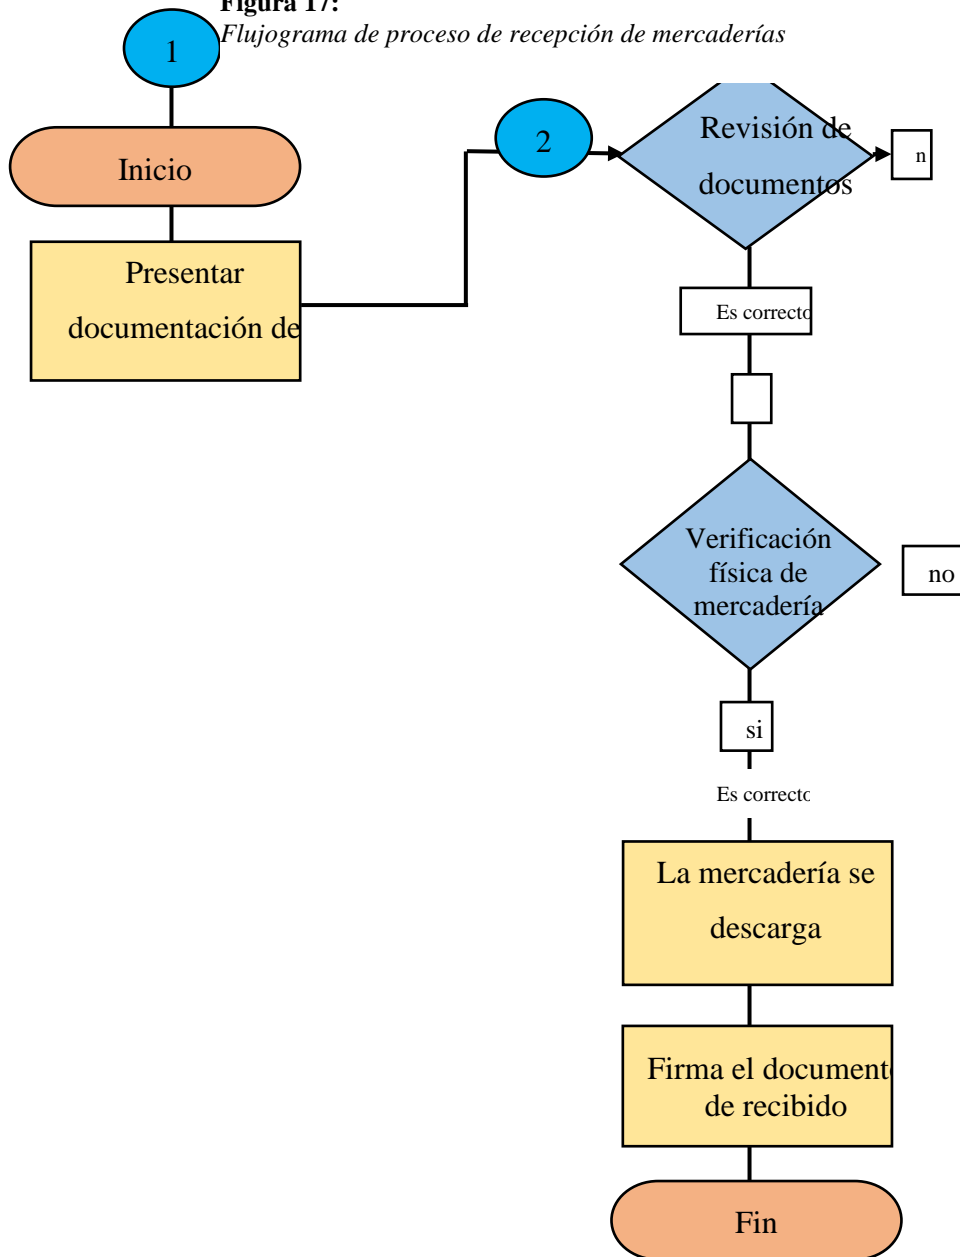 Figura 17:
Flujograma de proceso de recepción de mercaderías
1
Inicio
Presentar
documentación de
2
Revisión de
documentos
n
Es correcto
Verificación
física de
mercadería
no
si
Es correcto
La mercadería se
descarga
Firma el document
de recibido
Fin